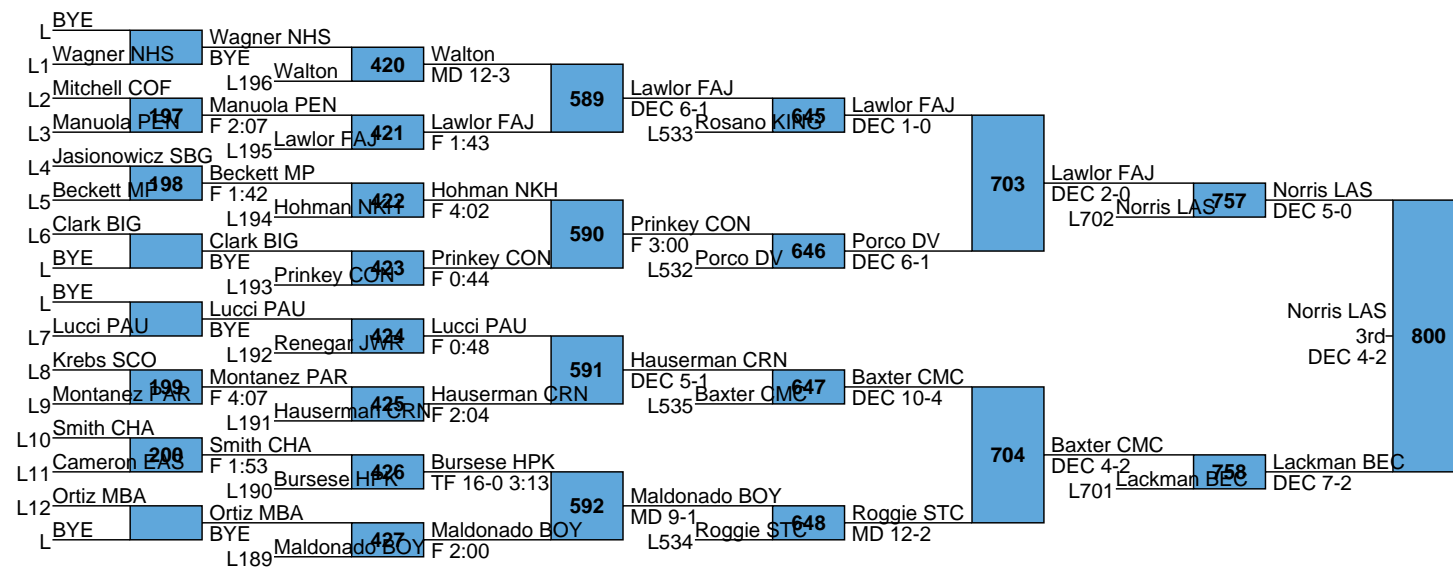 BYE
L
Wagner NHS
L1
Wagner NHS
BYE
L196
Walton
420
Walton
MD 12-3
Mitchell COF
L2
197
Manuola PEN
L3
Manuola PEN
F 2:07
L195
Lawlor FAJ
421
Lawlor FAJ
F 1:43
589
Lawlor FAJ
DEC 6-1
L533
Rosano KING
645
Lawlor FAJ
DEC 1-0
Jasionowicz SBG
L4
198
Beckett MP
L5
Beckett MP
F 1:42
L194
Hohman NKH
422
Hohman NKH
F 4:02
Clark BIG
L6
BYE
L
Clark BIG
BYE
L193
Prinkey CON
423
Prinkey CON
F 0:44
590
Prinkey CON
F 3:00
L532
Porco DV
646
Porco DV
DEC 6-1
703
Lawlor FAJ
DEC 2-0
L702
Norris LAS
757
Norris LAS
DEC 5-0
BYE
L
Lucci PAU
L7
Lucci PAU
BYE
L192
Renegar JWR
424
Lucci PAU
F 0:48
Krebs SCO
L8
199
Montanez PAR
L9
Montanez PAR
F 4:07
L191
Hauserman CRN
425
Hauserman CRN
F 2:04
591
Hauserman CRN
DEC 5-1
L535
Baxter CMC
647
Baxter CMC
DEC 10-4
Smith CHA
L10
200
Cameron EAS
L11
Smith CHA
F 1:53
L190
Bursese HPK
426
Bursese HPK
TF 16-0 3:13
Ortiz MBA
L12
BYE
L
Ortiz MBA
BYE
L189
Maldonado BOY
427
Maldonado BOY
F 2:00
592
Maldonado BOY
MD 9-1
L534
Roggie STC
648
Roggie STC
MD 12-2
704
Baxter CMC
DEC 4-2
L701
Lackman BEC
758
Lackman BEC
DEC 7-2
Norris LAS
3rd
DEC 4-2
800